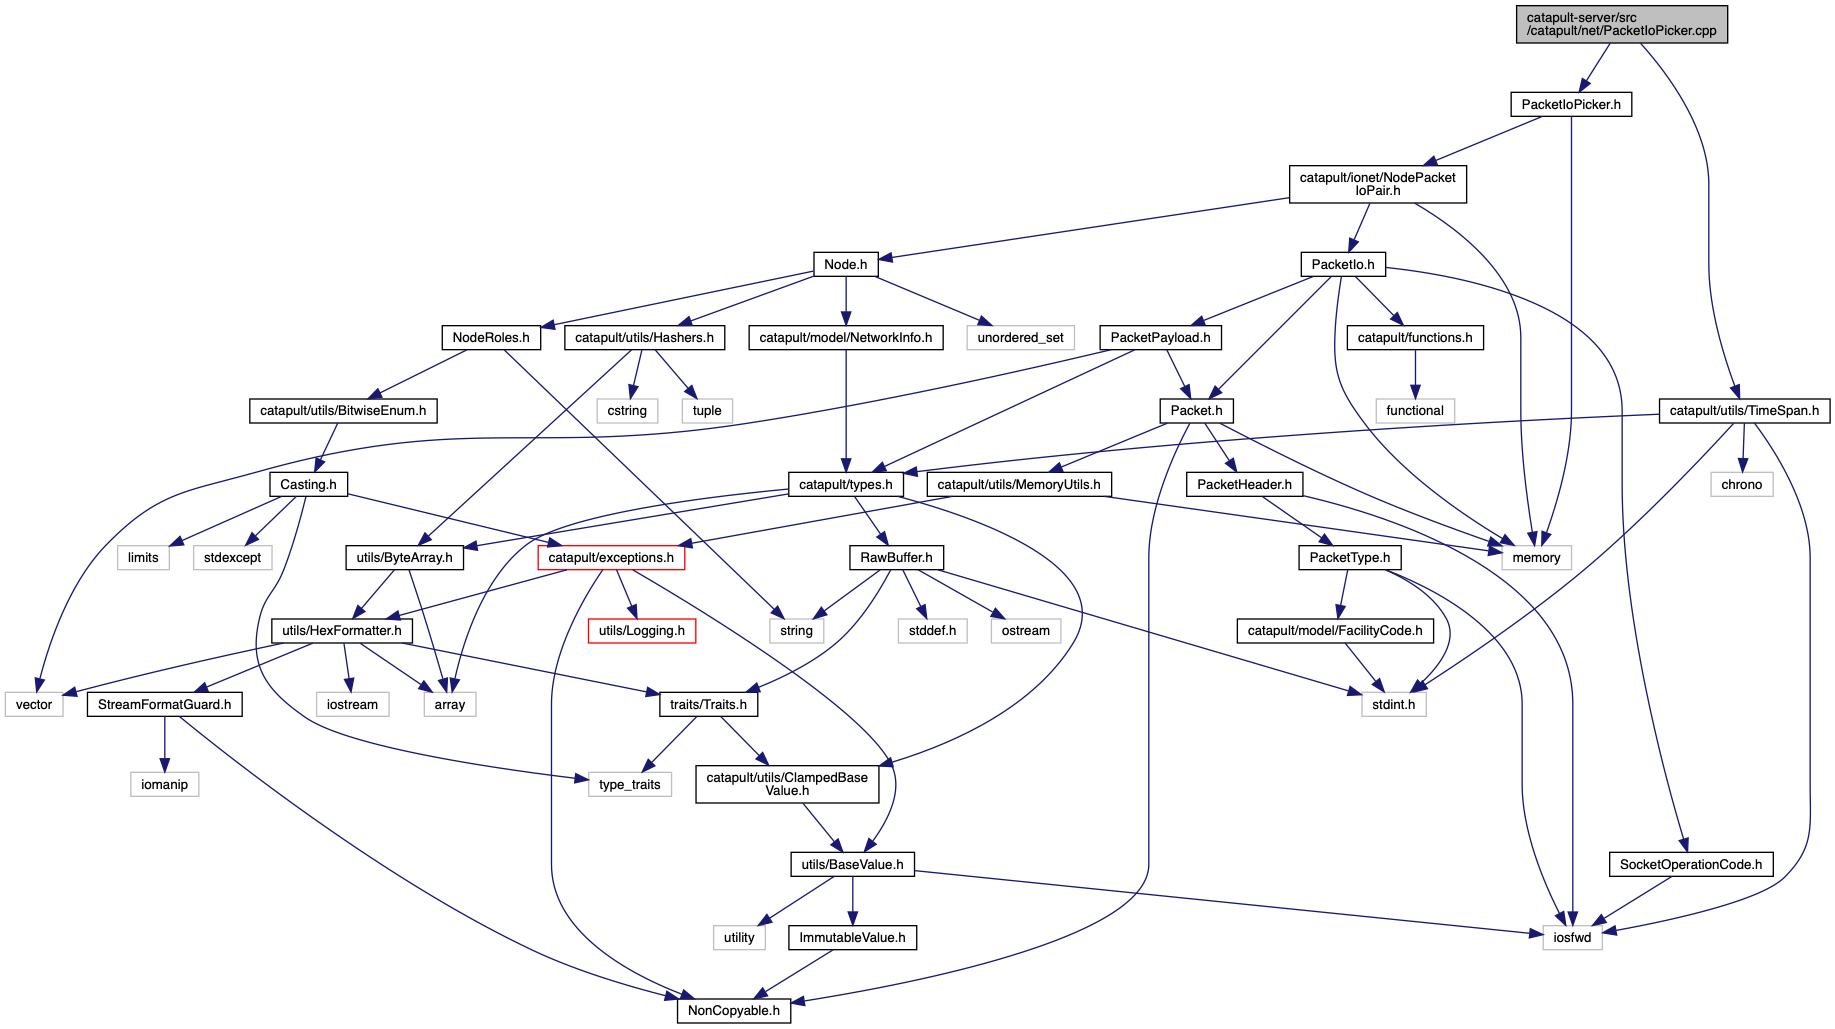 catapult-server/src
/catapult/net/PacketIoPicker.cpp
PacketIoPicker.h
catapult/ionet/NodePacket
IoPair.h
Node.h
PacketIo.h
NodeRoles.h
catapult/utils/Hashers.h
catapult/model/NetworkInfo.h
unordered_set
PacketPayload.h
catapult/functions.h
catapult/utils/BitwiseEnum.h
cstring
tuple
Packet.h
functional
catapult/utils/TimeSpan.h
Casting.h
catapult/types.h
catapult/utils/MemoryUtils.h
PacketHeader.h
chrono
limits
stdexcept
utils/ByteArray.h
catapult/exceptions.h
RawBuffer.h
PacketType.h
memory
utils/HexFormatter.h
utils/Logging.h
string
stddef.h
ostream
catapult/model/FacilityCode.h
vector
StreamFormatGuard.h
iostream
array
traits/Traits.h
stdint.h
iomanip
type_traits
catapult/utils/ClampedBase
Value.h
utils/BaseValue.h
SocketOperationCode.h
utility
ImmutableValue.h
iosfwd
NonCopyable.h